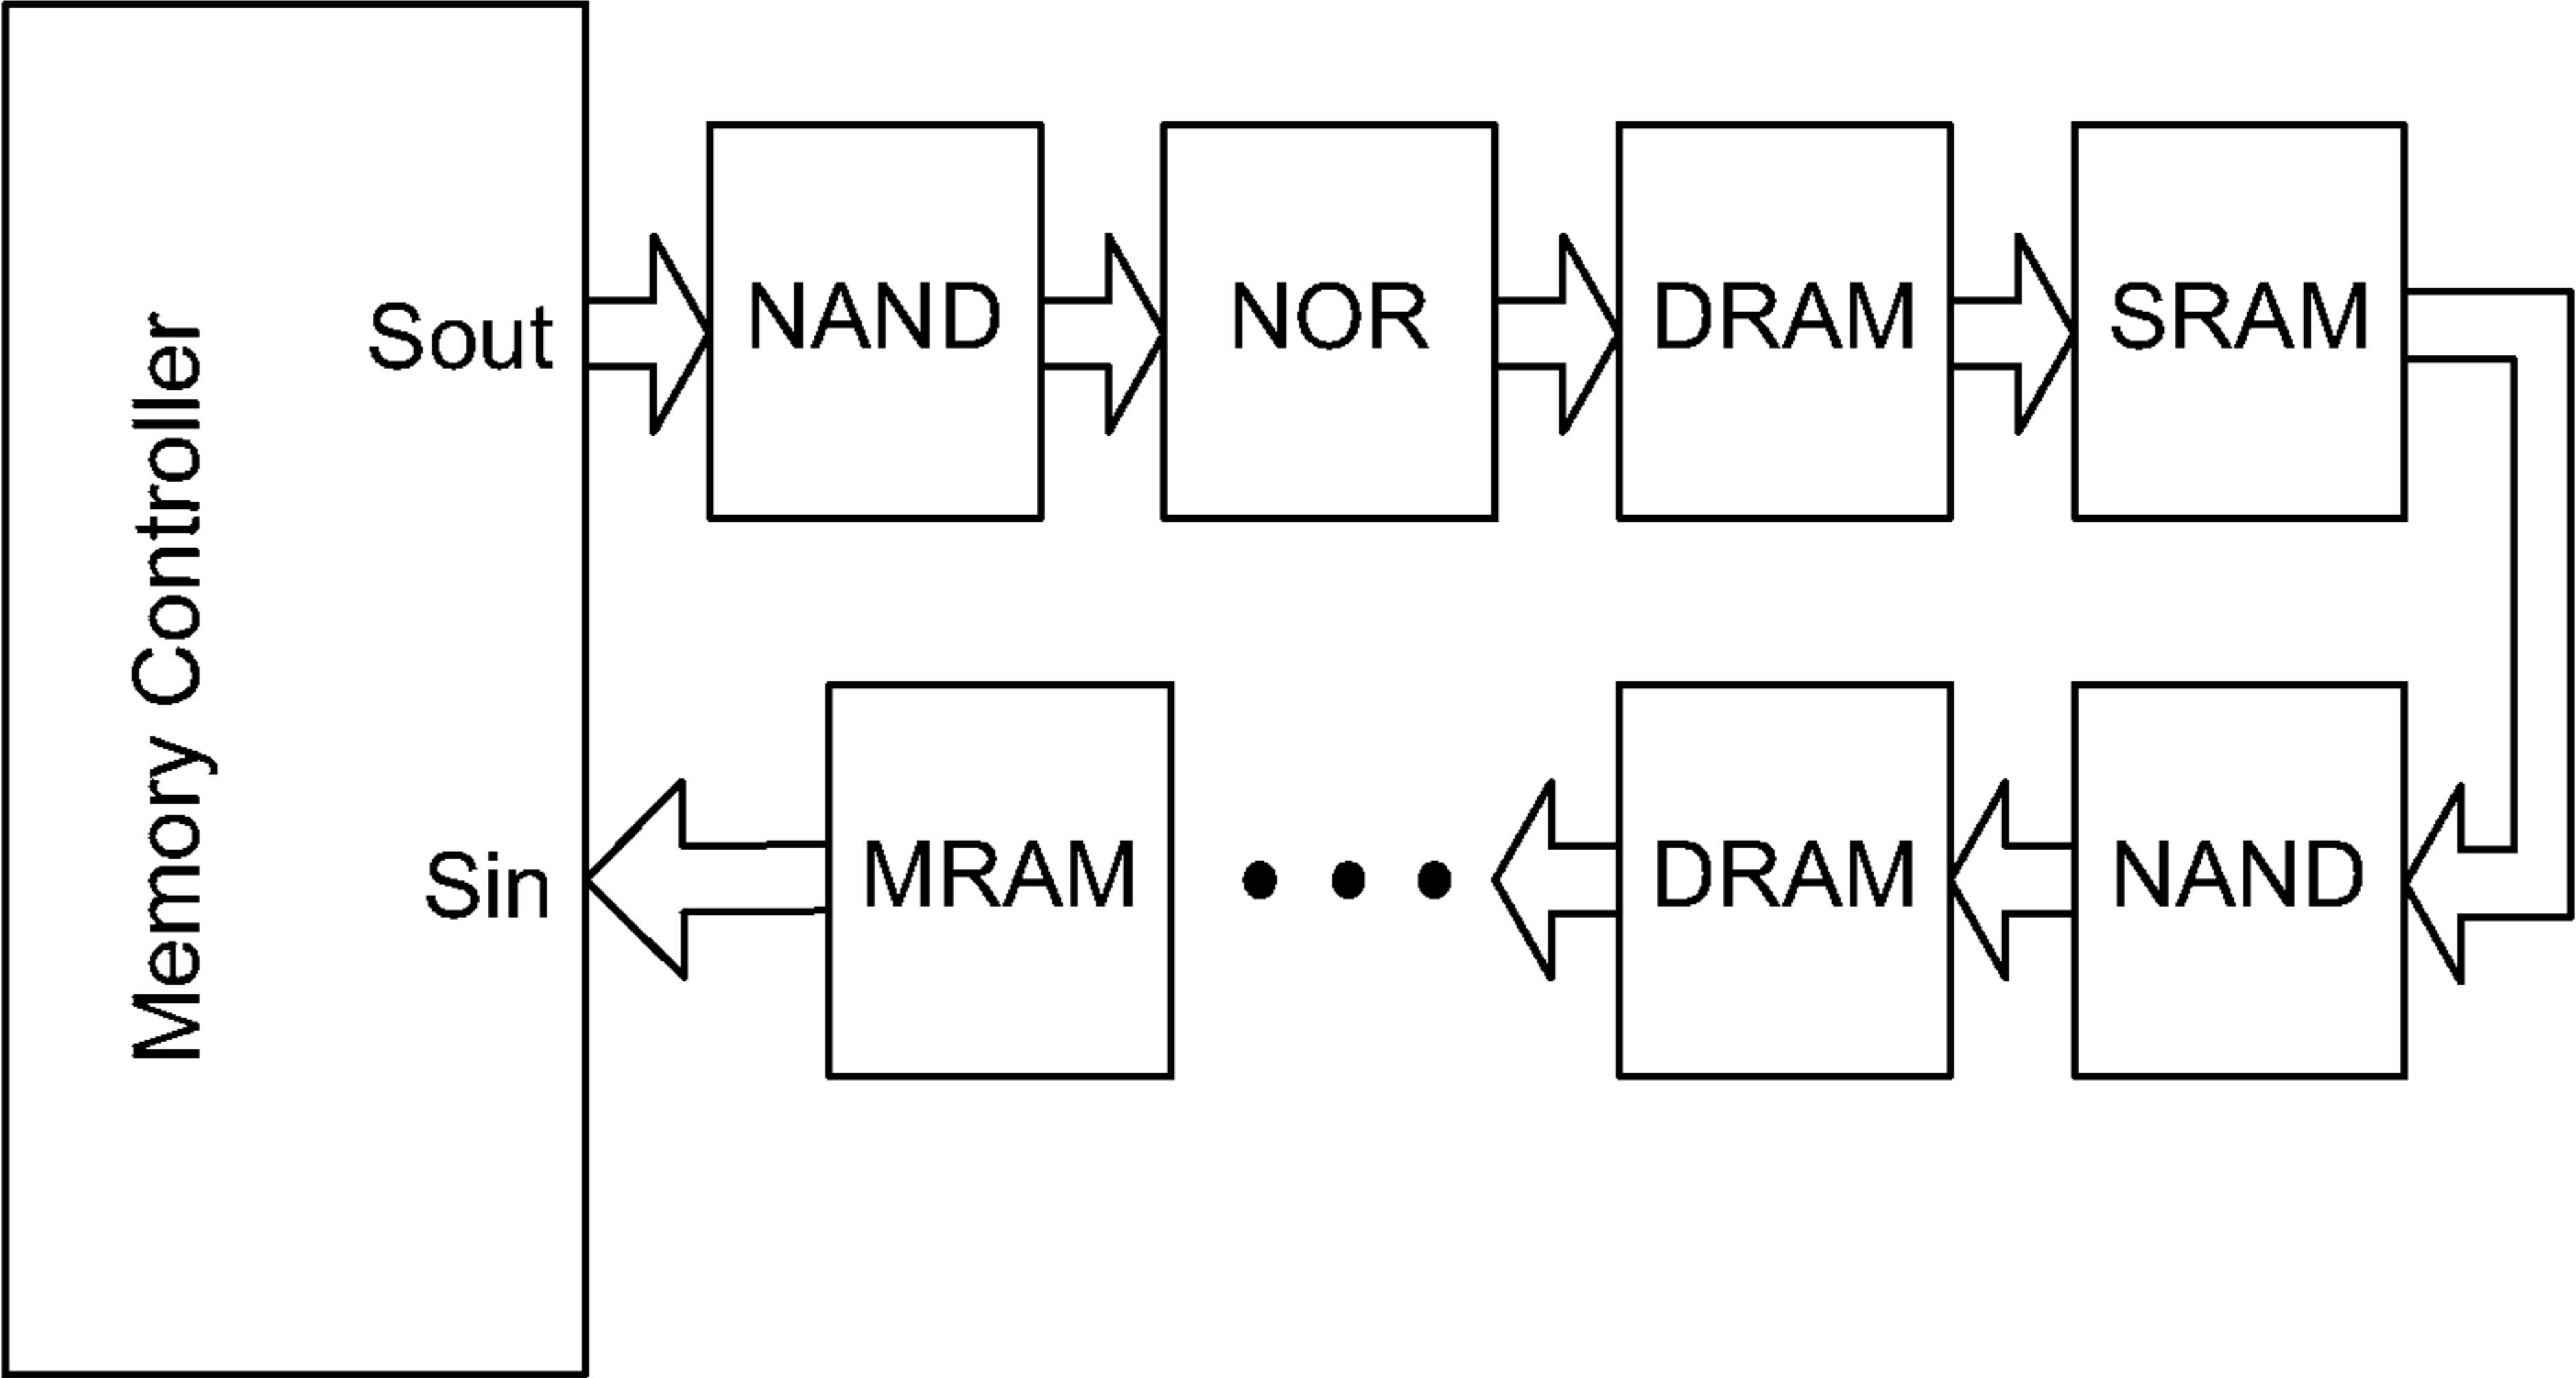 Memory Controller
Sout
NAND
NOR
DRAM
SRAM
Sin
MRAM
• • •
DRAM
NAND